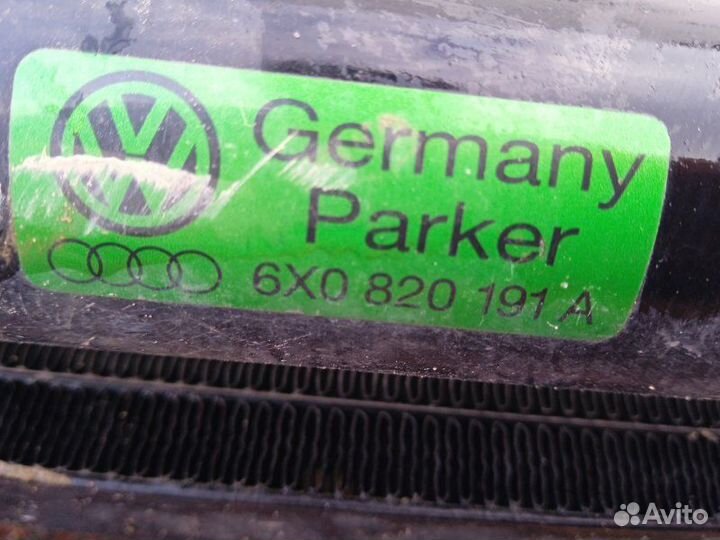 Germany
Parker
6X0 820 191 A
Avito